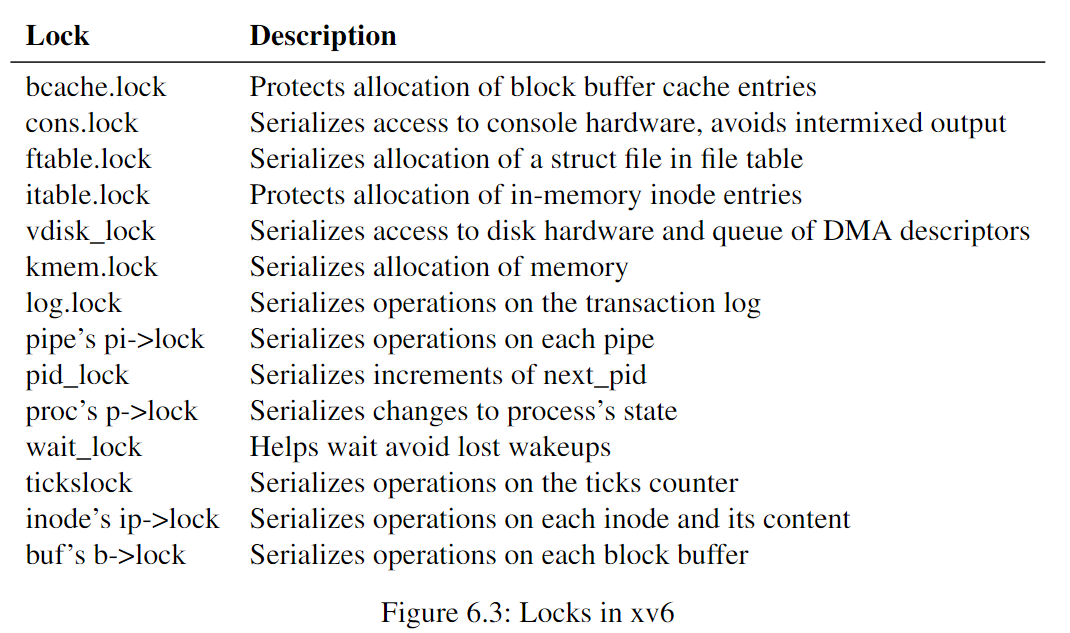 Lock Description
bcache.lock Protects allocation of block buffer cache entries
cons.lock Serializes access to console hardware, avoids intermixed output
ftable.lock Serializes allocation of a struct file in file table
itable.lock Protects allocation of in-memory inode entries
vdisk_lock Serializes access to disk hardware and queue of DMA descriptors
kmem.lock Serializes allocation of memory
log.lock Serializes operations on the transaction log
pipe’s pi->lock Serializes operations on each pipe
pid_lock Serializes increments of next_pid
proc’s p->lock Serializes changes to process’s state
wait_lock Helps wait avoid lost wakeups
tickslock Serializes operations on the ticks counter
inode’s ip->lock Serializes operations on each inode and its content
buf’s b->lock Serializes operations on each block buffer
Figure 6.3: Locks in xv6